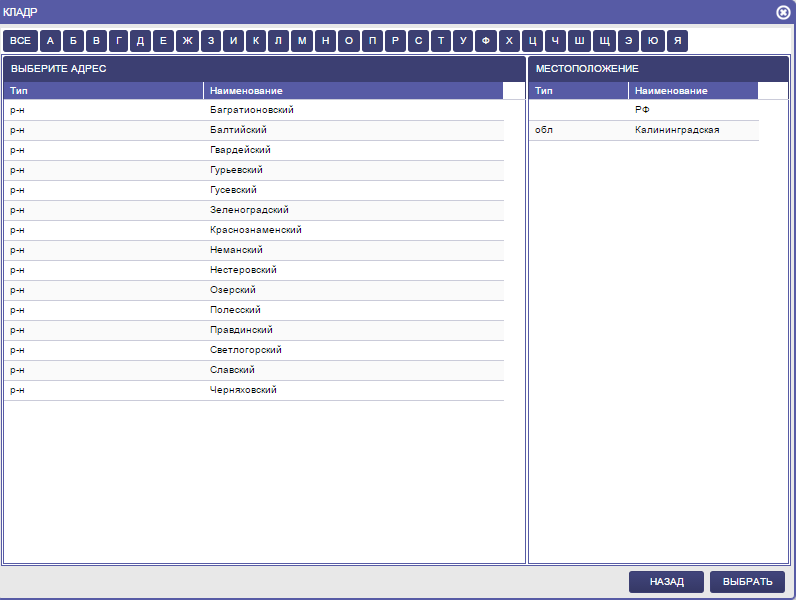 КЛАДР
ВСЕ А Б В Г Д Е Ж З И К Л М Н О П Р С Т У Ф Х Ц Ч Ш Щ Э Ю Я
ВЫБЕРИТЕ АДРЕС
Тип Наименование
р-н Багратионовский
р-н Балтийский
р-н Гвардейский
р-н Гурьевский
р-н Гусевский
р-н Зеленоградский
р-н Краснознаменский
р-н Неманский
р-н Нестеровский
р-н Озерский
р-н Полесский
р-н Правдинский
р-н Светлогорский
р-н Славский
р-н Черняховский
МЕСТОПОЛОЖЕНИЕ
Тип Наименование
РФ
обл Калининградская
НАЗАД ВЫБРАТЬ